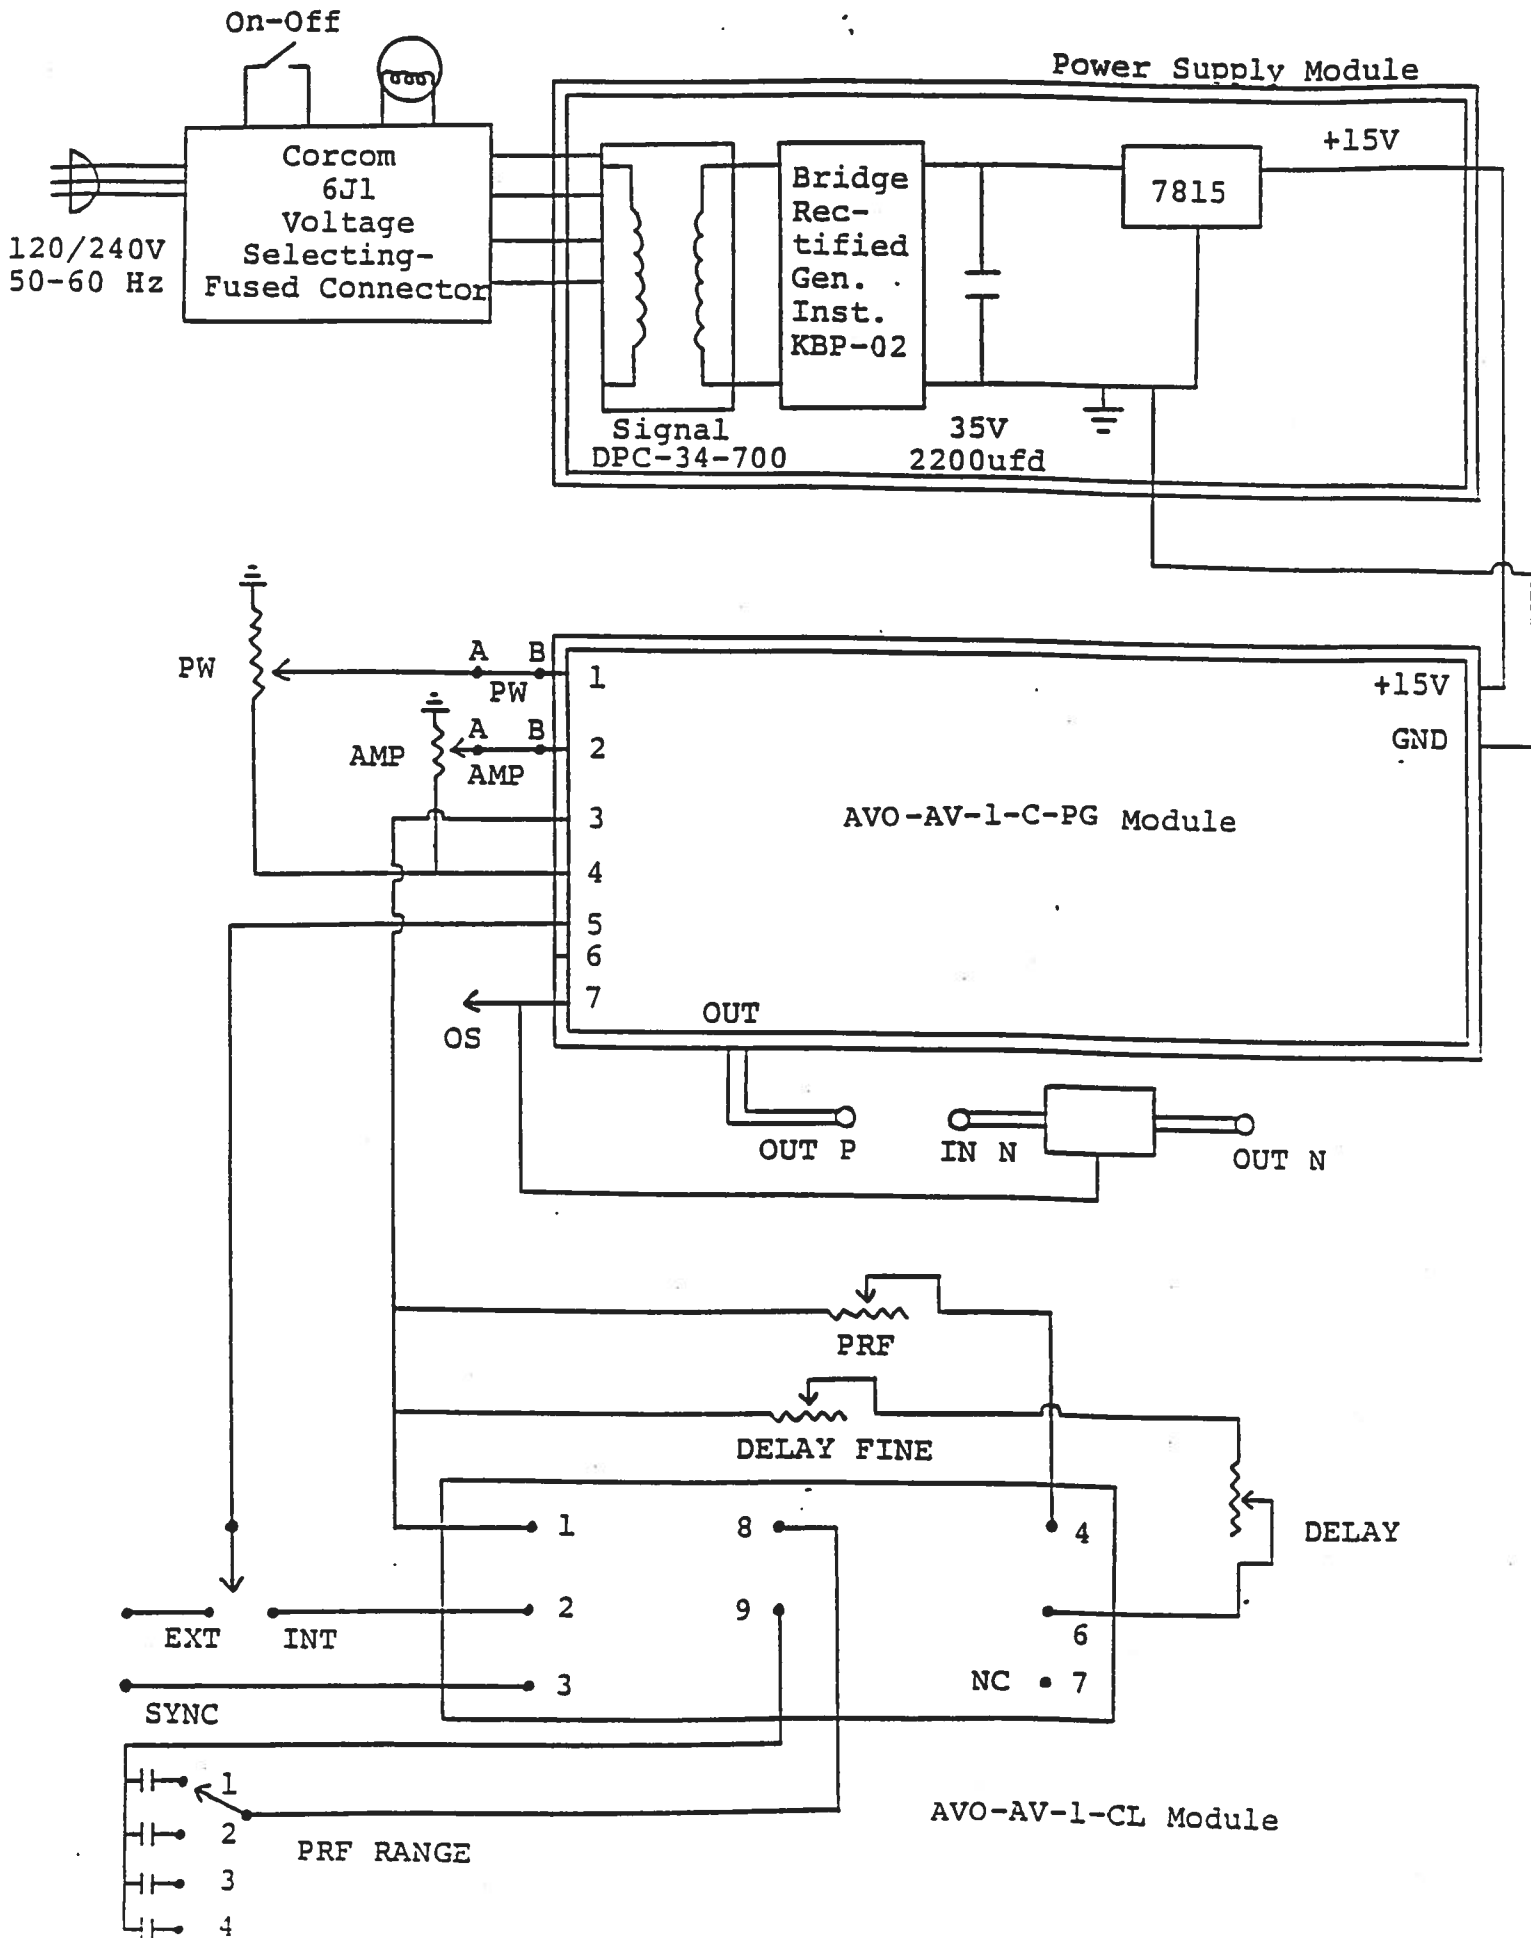 On-Off
Power Supply Module
Corcom
6J1
Voltage
Selecting-
Fused Connector
120/240V
50-60 Hz
Bridge
Rec-
tified
Gen.
Inst.
KBP-02
7815
+15V
Signal
DPC-34-700
35V
2200ufd
PW
A B
PW
1
AMP
A B
AMP
2
3
4
5
6
7
OS
OUT
+15V
GND
AVO-AV-1-C-PG Module
OUT P
IN N
OUT N
PRF
DELAY FINE
DELAY
1
8
4
2
9
6
3
NC 7
EXT
INT
SYNC
1
2
3
4
PRF RANGE
AVO-AV-1-CL Module